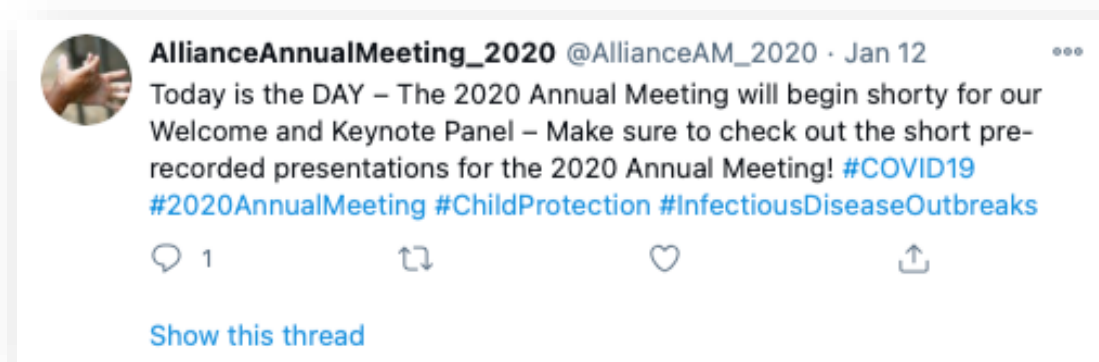 AllianceAnnualMeeting_2020 @AllianceAM_2020 · Jan 12
Today is the DAY – The 2020 Annual Meeting will begin shorty for our
Welcome and Keynote Panel – Make sure to check out the short pre-
recorded presentations for the 2020 Annual Meeting! #COVID19
#2020AnnualMeeting #ChildProtection #InfectiousDiseaseOutbreaks
1
Show this thread